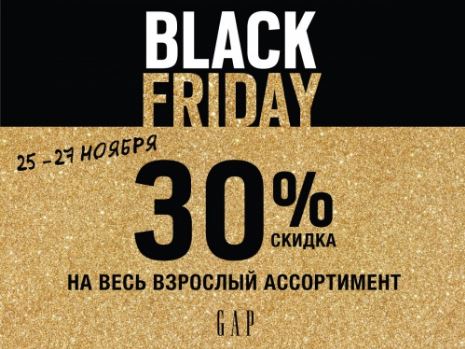 BLACK
FRIDAY
25-27 НОЯБРЯ
30%
СКИДКА
НА ВЕСЬ ВЗРОСЛЫЙ АССОРТИМЕНТ
GAP